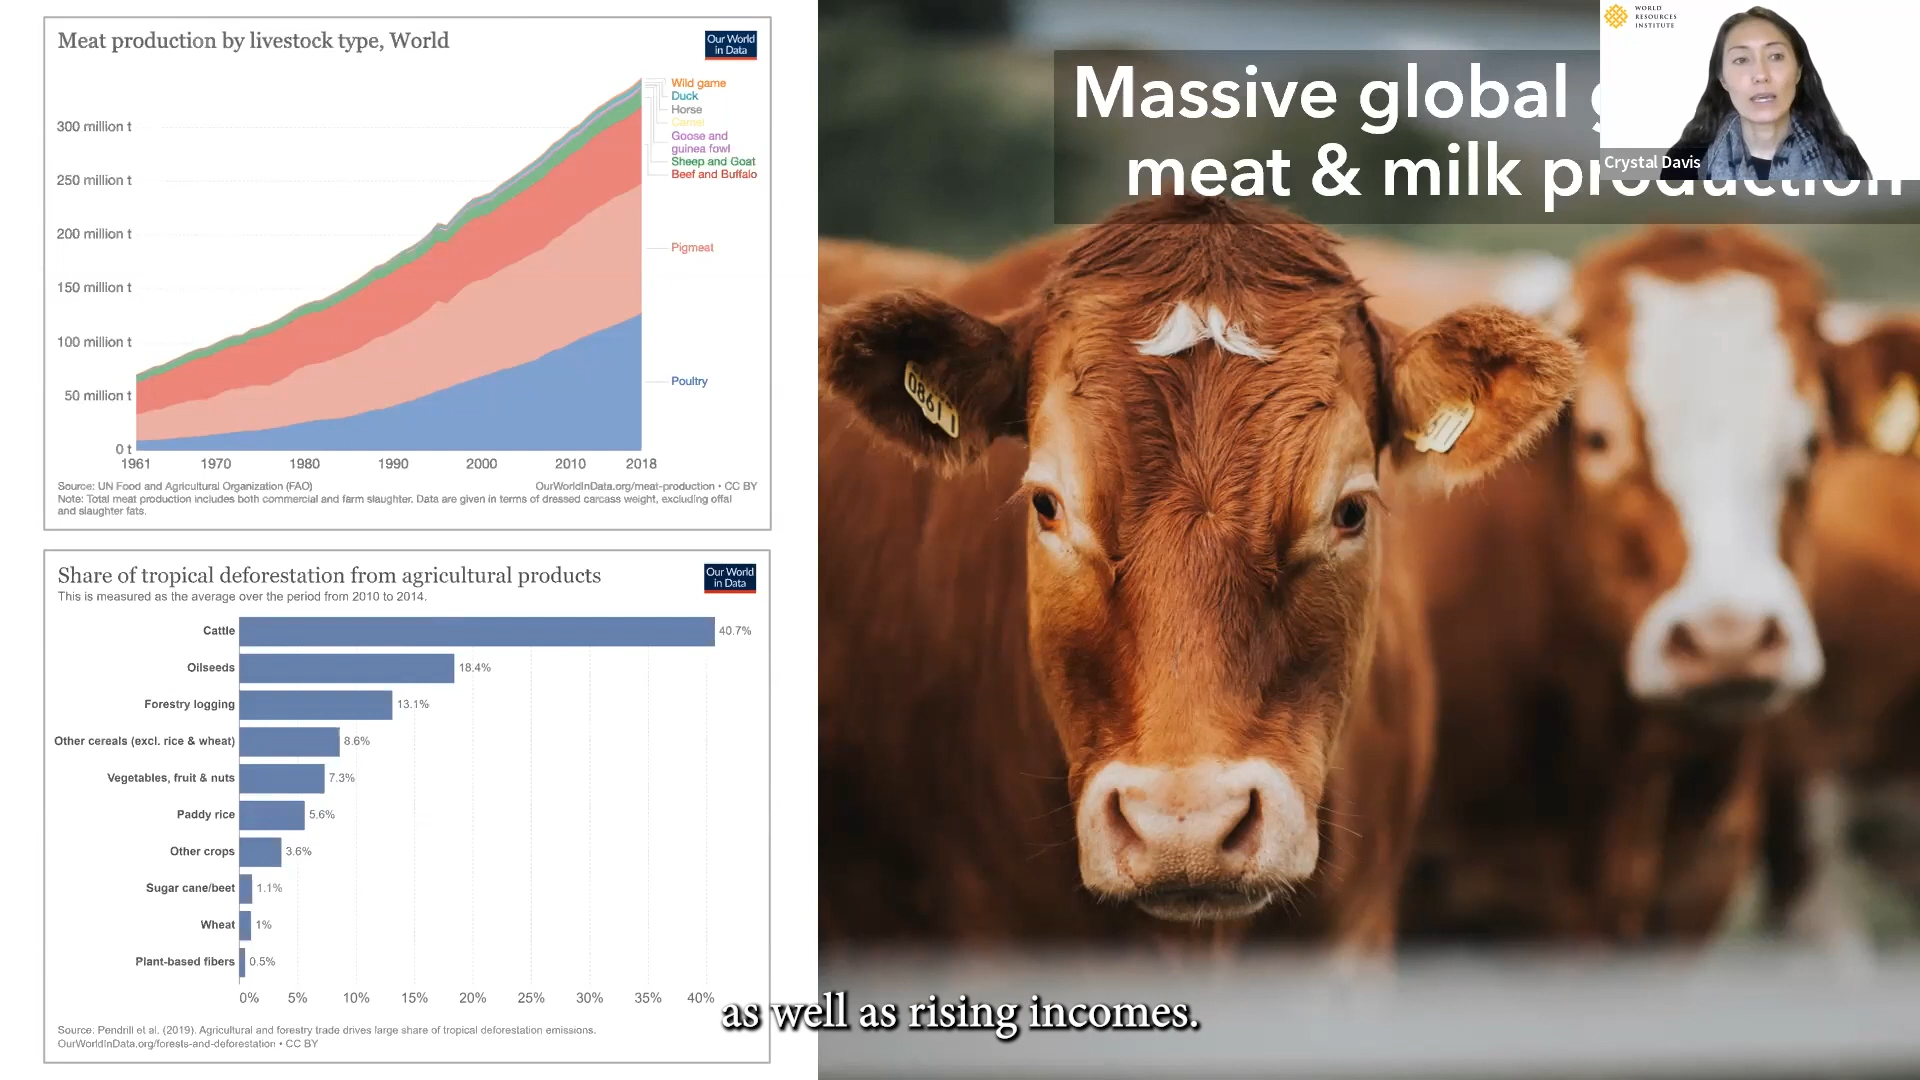 Meat production by livestock type, World
Our World
in Data
Wild game
Duck
Horse
Camel
Goose and
guinea fowl
Sheep and Goat
Beef and Buffalo
Pigmeat
Poultry
300 million t
250 million t
200 million t
150 million t
100 million t
50 million t
0 t
1961 1970 1980 1990 2000 2010 2018
Source: UN Food and Agricultural Organization (FAO) OurWorldInData.org/meat-production • CC BY
Note: Total meat production includes both commercial and farm slaughter. Data are given in terms of dressed carcass weight, excluding offal
and slaughter fats.
Share of tropical deforestation from agricultural products
This is measured as the average over the period from 2010 to 2014.
Our World
in Data
Cattle 40.7%
Oilseeds 18.4%
Forestry logging 13.1%
Other cereals (excl. rice & wheat) 8.6%
Vegetables, fruit & nuts 7.3%
Paddy rice 5.6%
Other crops 3.6%
Sugar cane/beet 1.1%
Wheat 1%
Plant-based fibers 0.5%
0% 5% 10% 15% 20% 25% 30% 35% 40%
Source: Pendrill et al. (2019). Agricultural and forestry trade drives large share of tropical deforestation emissions.
OurWorldInData.org/forests-and-deforestation • CC BY
Massive global
meat & milk production
WORLD
RESOURCES
INSTITUTE
Crystal Davis
as well as rising incomes.